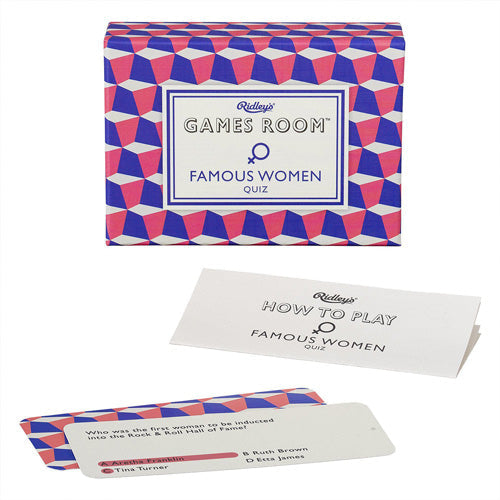 Ridley's
GAMES ROOM™
FAMOUS WOMEN
QUIZ
Ridley's
HOW TO PLAY
FAMOUS WOMEN
QUIZ
Who was the first woman to be inducted
into the Rock & Roll Hall of Fame?
A Aretha Franklin B Ruth Brown
C Tina Turner D Etta James